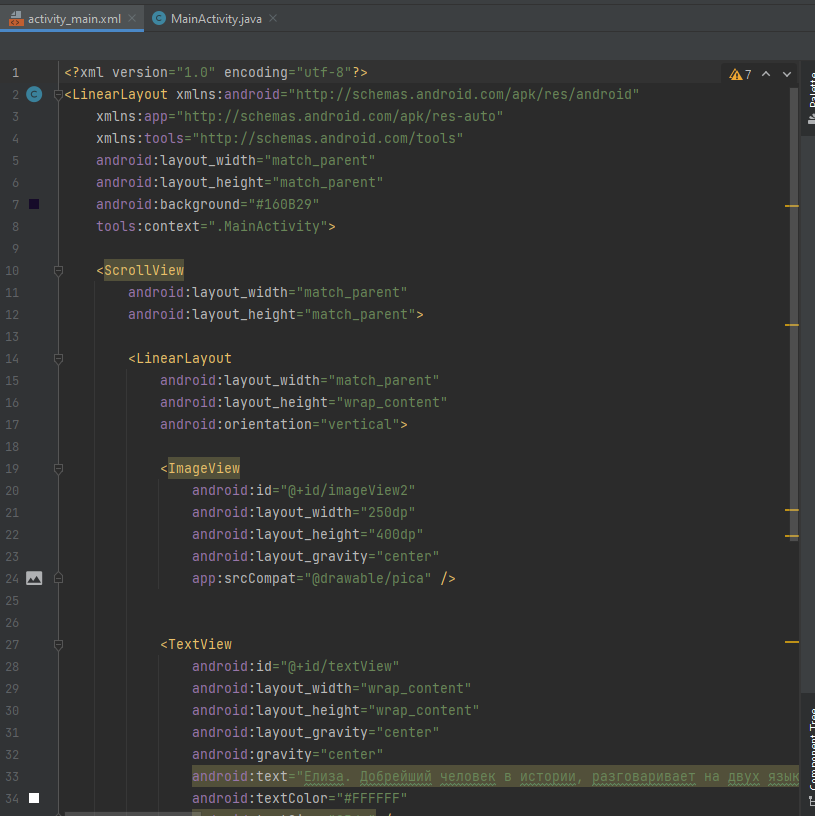 activity_main.xml
MainActivity.java
7
Palette
1 <?xml version="1.0" encoding="utf-8"?>
2 <LinearLayout xmlns:android="http://schemas.android.com/apk/res/android"
3 xmlns:app="http://schemas.android.com/apk/res-auto"
4 xmlns:tools="http://schemas.android.com/tools"
5 android:layout_width="match_parent"
6 android:layout_height="match_parent"
7 android:background="#160B29"
8 tools:context=".MainActivity">
9
10 <ScrollView
11 android:layout_width="match_parent"
12 android:layout_height="match_parent">
13
14 <LinearLayout
15 android:layout_width="match_parent"
16 android:layout_height="wrap_content"
17 android:orientation="vertical">
18
19 <ImageView
20 android:id="@+id/imageView2"
21 android:layout_width="250dp"
22 android:layout_height="400dp"
23 android:layout_gravity="center"
24 app:srcCompat="@drawable/pica" />
25
26
27 <TextView
28 android:id="@+id/textView"
29 android:layout_width="wrap_content"
30 android:layout_height="wrap_content"
31 android:layout_gravity="center"
32 android:gravity="center"
33 android:text="Елиза. Добрейший человек в истории, разговаривает на двух язык
34 android:textColor="#FFFFFF"
Component Tree